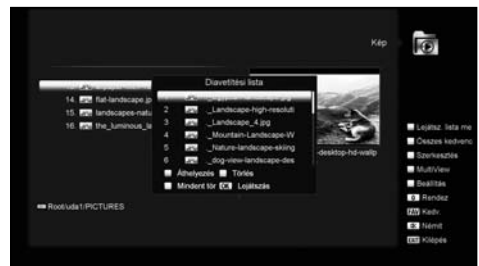 Kép
Diavetítési lista
14. flat-landscape.jp
15. landscapes-natu
16. the_luminous_la
2 ._Landscape-high-resoluti
3 ._Landscape_4.jpg
4 ._Mountain-Landscape-W
5 ._Nature-landscape-skiing
6 ._dog-view-landscape-des
Áthelyezés Törlés
Mindent tör OK Lejátszás
-desktop-hd-wallp
Root/uda1/PICTURES
Lejátsz. lista me
Összes kedvenc
Szerkesztés
MultiView
Beállítás
0 Rendez
FAV Kedv.
Némít
EXIT Kilépés